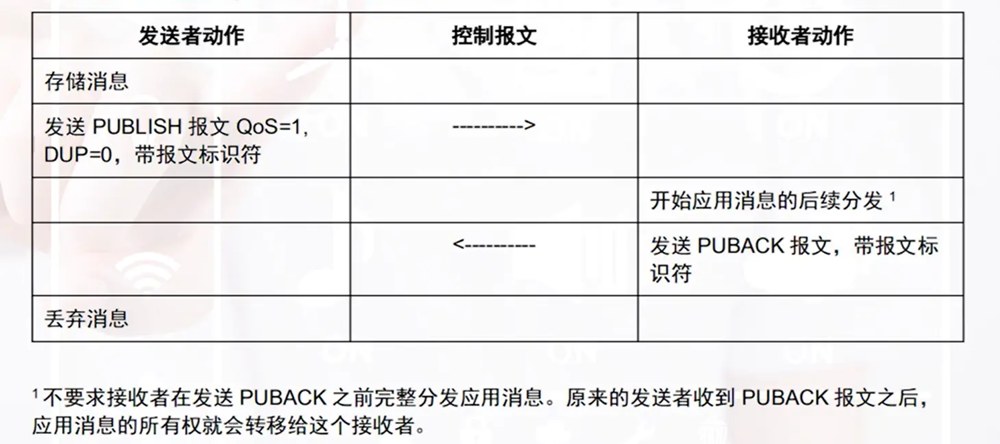 发送者动作 控制报文 接收者动作
存储消息
发送 PUBLISH 报文 QoS=1, ---------->
DUP=0，带报文标识符
开始应用消息的后续分发 1
<---------- 发送 PUBACK 报文，带报文标
识符
丢弃消息
1 不要求接收者在发送 PUBACK 之前完整分发应用消息。原来的发送者收到 PUBACK 报文之后，
应用消息的所有权就会转移给这个接收者。
ON
ON
ON
ON
ON